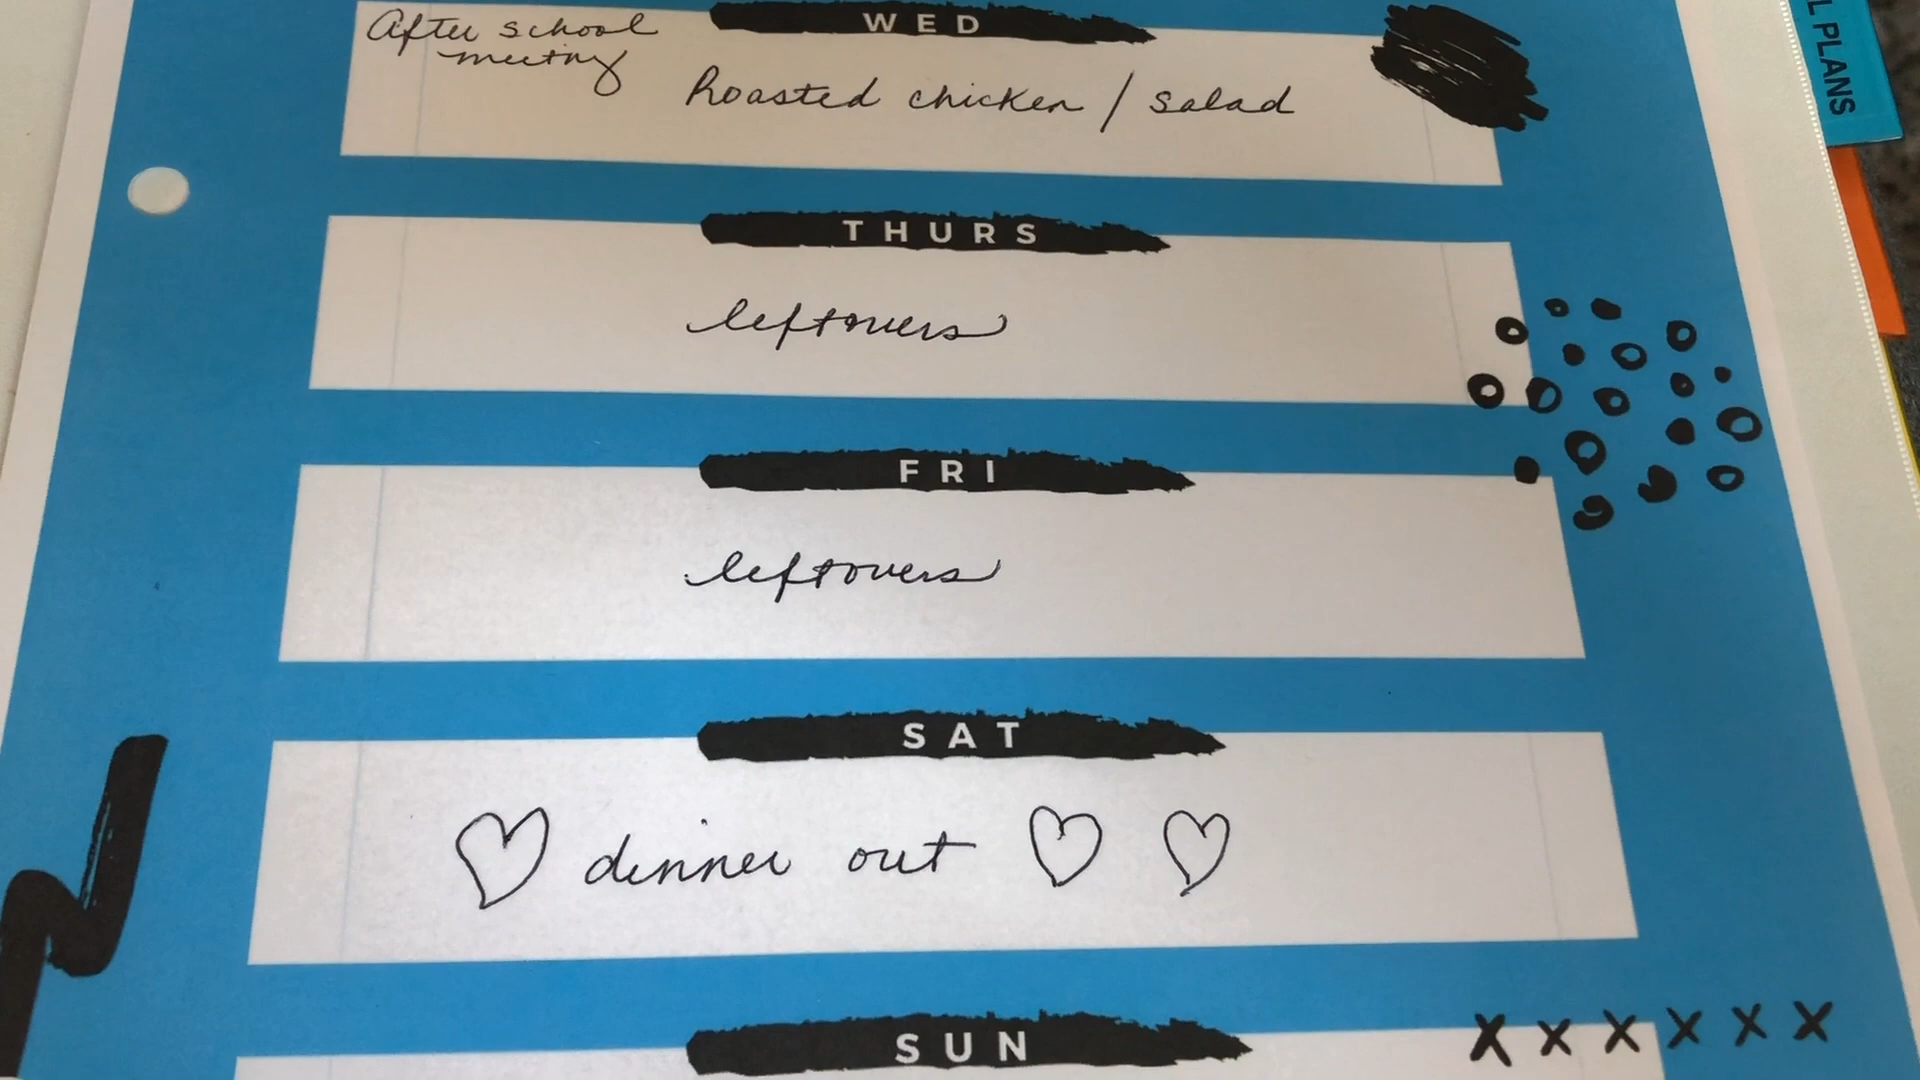 WED
After school
meeting
Roasted chicken / salad
L PLANS
THURS
leftovers
FRI
leftovers
SAT
dinner out
SUN
x x x x x x